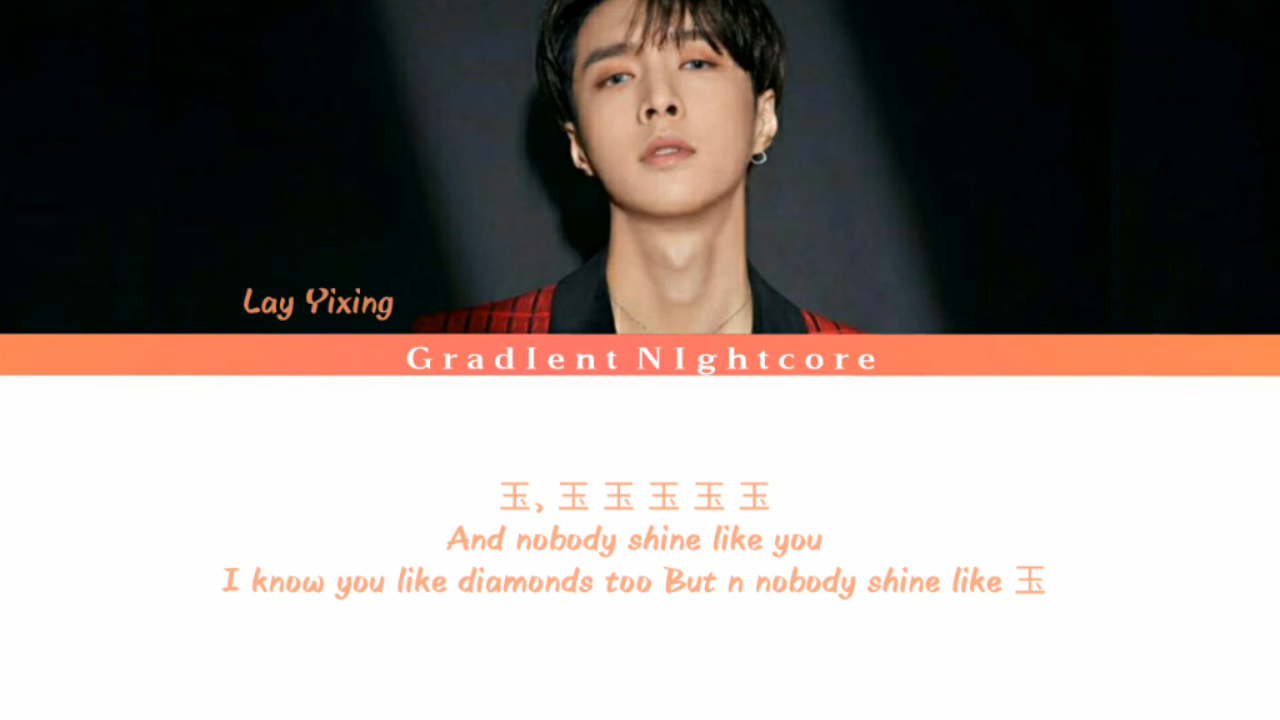 Lay Yixing
GradIent NIghtcore
玉, 玉 玉 玉 玉 玉
And nobody shine like you
I know you like diamonds too But n nobody shine like 玉